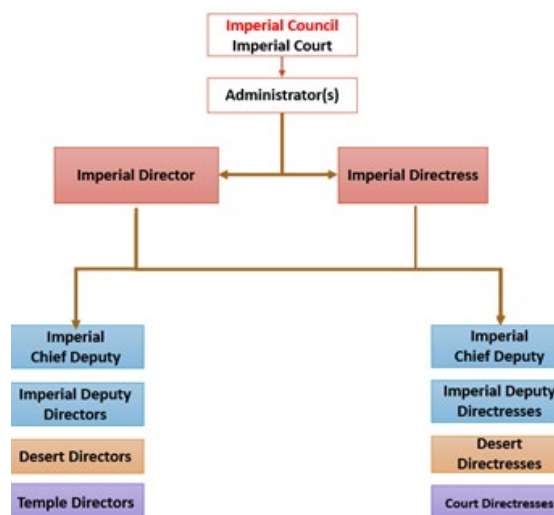 Imperial Council
Imperial Court
Administrator(s)
Imperial Director
Imperial Directress
Imperial
Chief Deputy
Imperial
Chief Deputy
Imperial Deputy
Directors
Imperial Deputy
Directresses
Desert Directors
Desert
Directresses
Temple Directors
Court Directresses